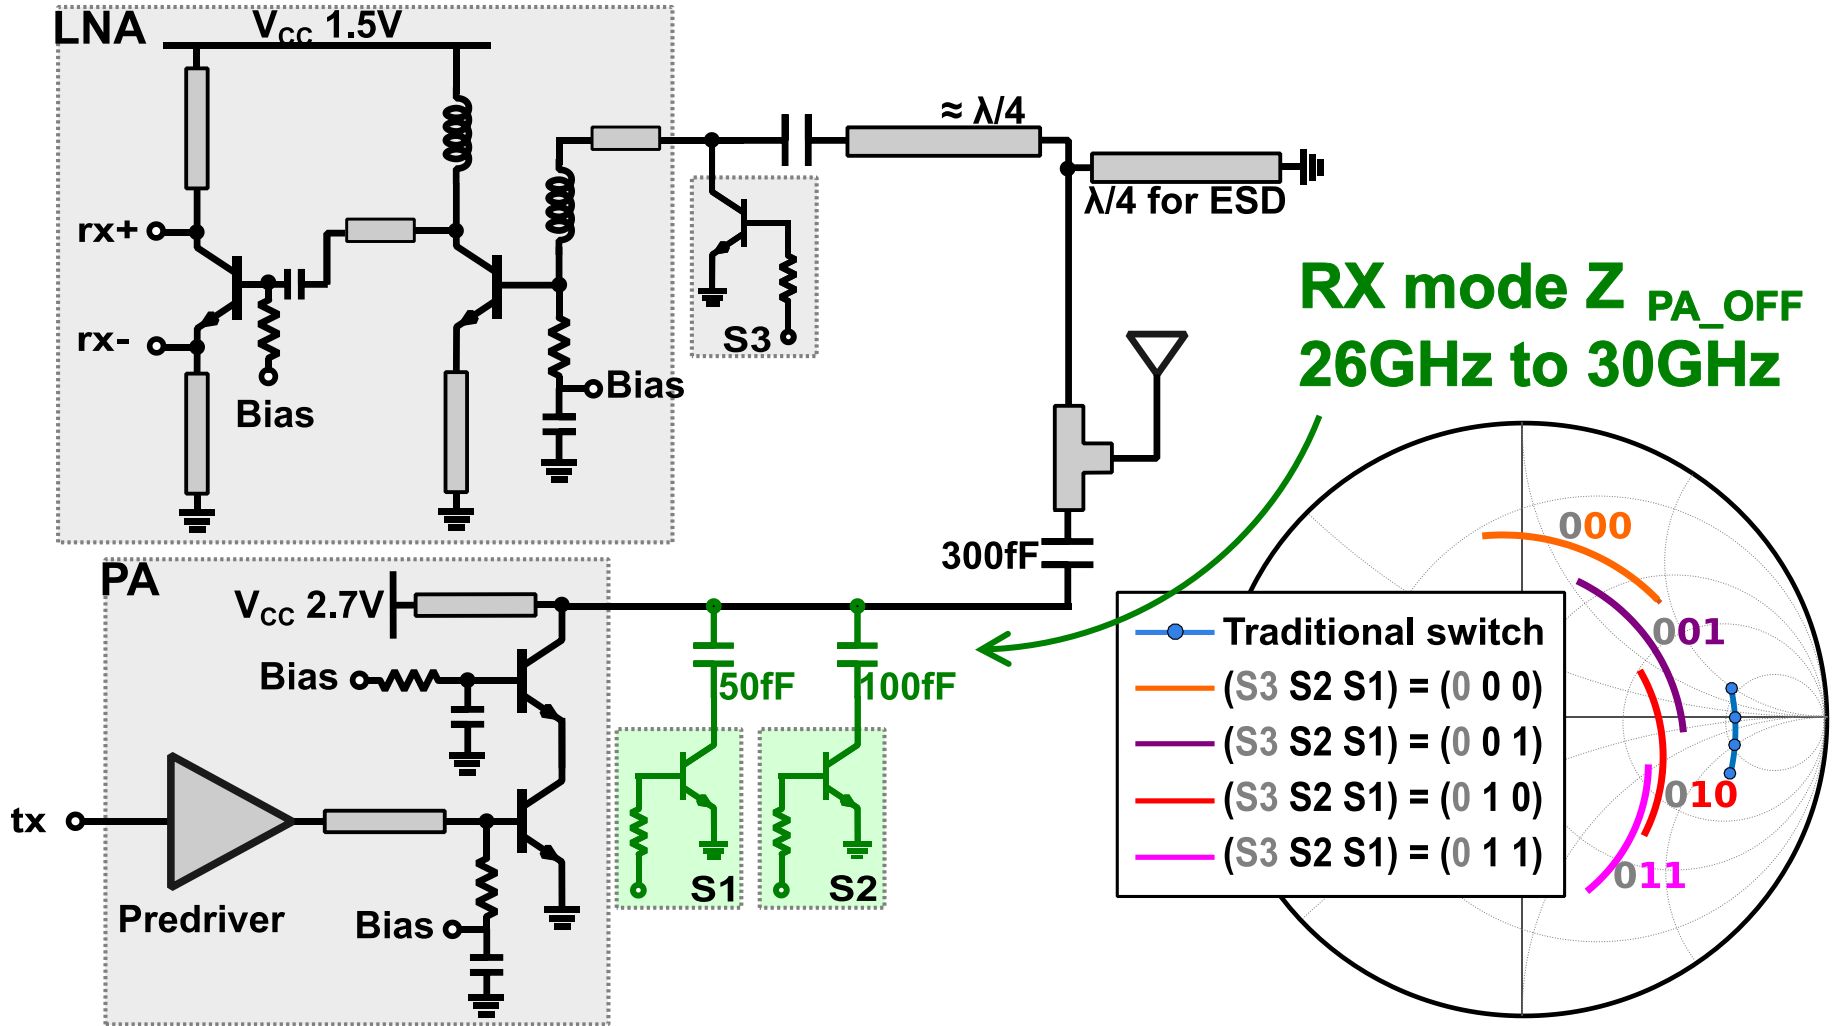 LNA
V_CC 1.5V
rx+
rx-
Bias
Bias
S3
≈ λ/4
λ/4 for ESD
RX mode Z PA_OFF
26GHz to 30GHz
300fF
PA
V_CC 2.7V
Bias
50fF
100fF
tx
Predriver
Bias
S1
S2
Traditional switch
(S3 S2 S1) = (0 0 0)
(S3 S2 S1) = (0 0 1)
(S3 S2 S1) = (0 1 0)
(S3 S2 S1) = (0 1 1)
000
001
010
011